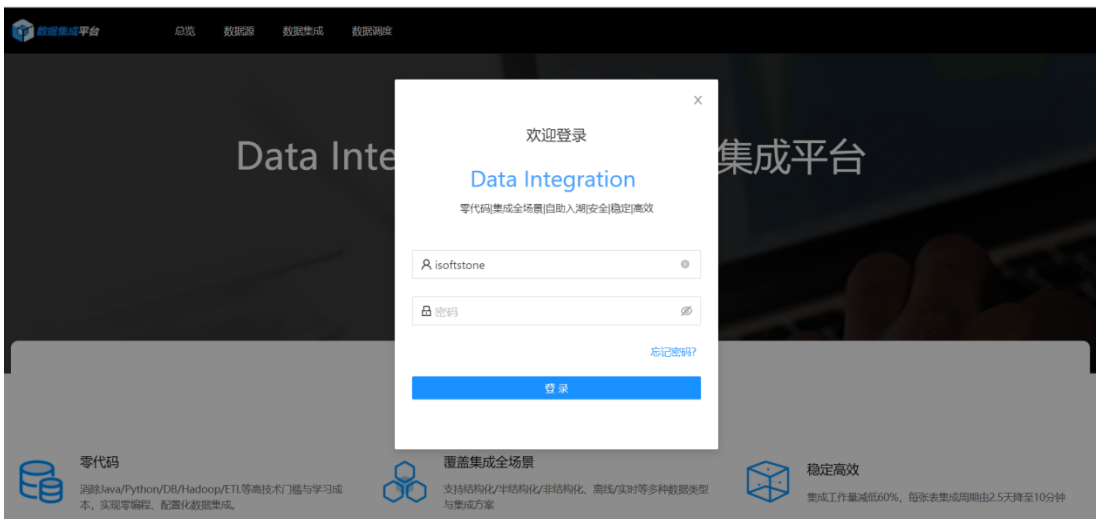 数据集成平台
总览 数据源 数据集成 数据调度
Data Inte
集成平台
欢迎登录
Data Integration
零代码|集成全场景|自助入湖|安全|稳定|高效
isoftstone
密码
忘记密码?
登 录
零代码
消除Java/Python/DB/Hadoop/ETL等高技术门槛与学习成
本，实现零编程、配置化数据集成。
覆盖集成全场景
支持结构化/半结构化/非结构化、离线/实时等多种数据类型
与集成方案
稳定高效
集成工作量减低60%，每张表集成周期由2.5天降至10分钟